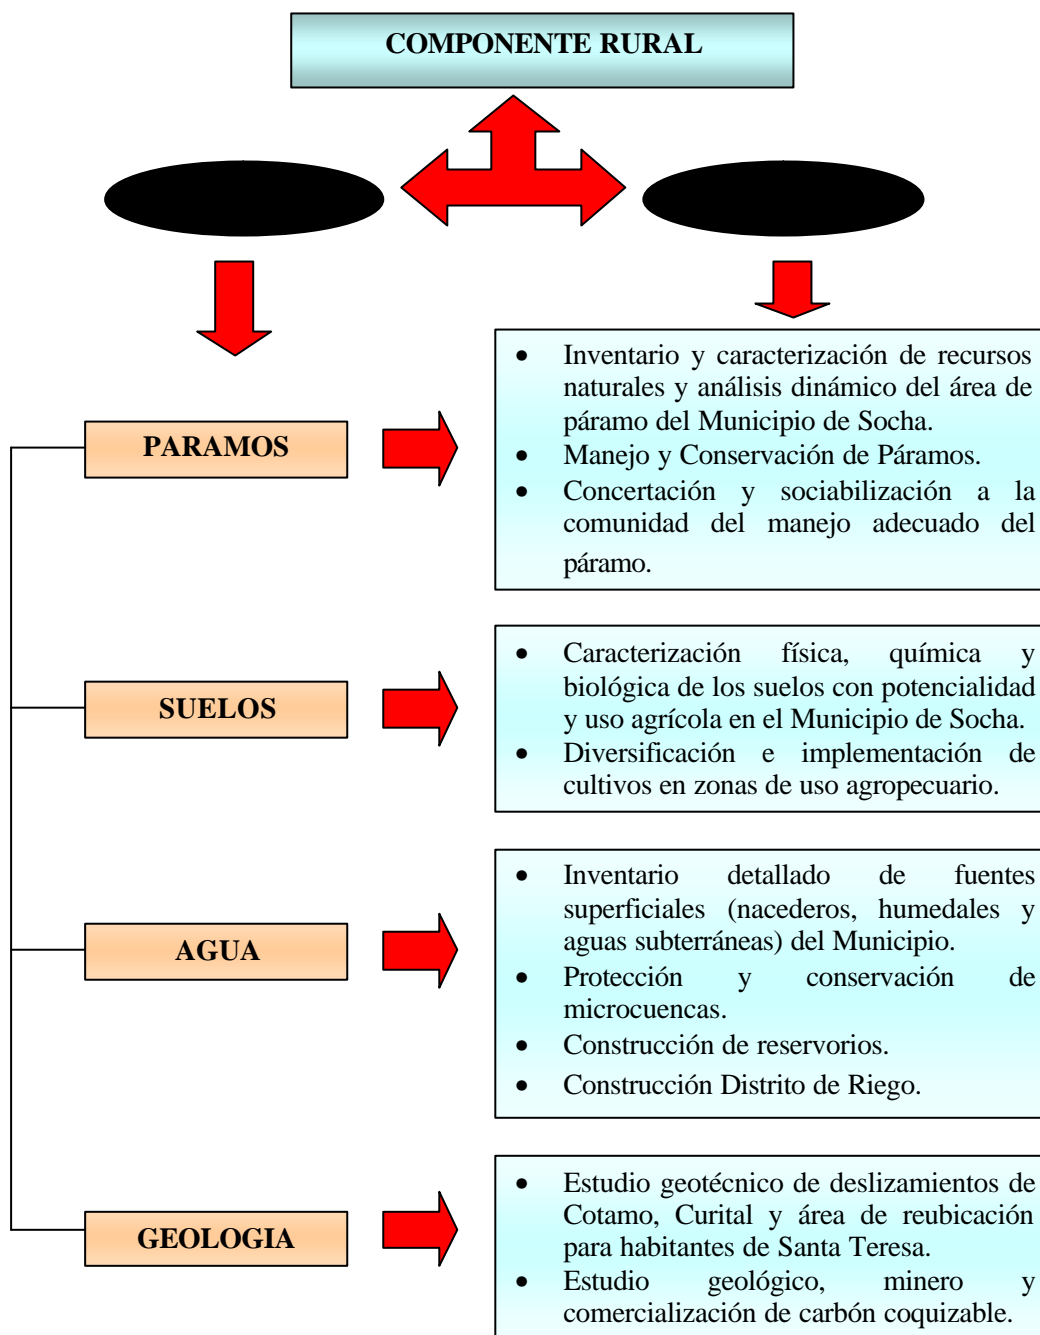 COMPONENTE RURAL
PARAMOS
• Inventario y caracterización de recursos
naturales y análisis dinámico del área de
páramo del Municipio de Socha.
• Manejo y Conservación de Páramos.
• Concertación y sociabilización a la
comunidad del manejo adecuado del
páramo.
SUELOS
• Caracterización física, química y
biológica de los suelos con potencialidad
y uso agrícola en el Municipio de Socha.
• Diversificación e implementación de
cultivos en zonas de uso agropecuario.
AGUA
• Inventario detallado de fuentes
superficiales (nacederos, humedales y
aguas subterráneas) del Municipio.
• Protección y conservación de
microcuencas.
• Construcción de reservorios.
• Construcción Distrito de Riego.
GEOLOGIA
• Estudio geotécnico de deslizamientos de
Cotamo, Curital y área de reubicación
para habitantes de Santa Teresa.
• Estudio geológico, minero y
comercialización de carbón coquizable.